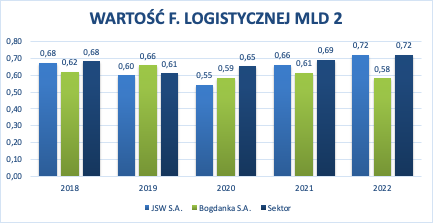 WARTOŚĆ F. LOGISTYCZNEJ MLD 2
0,80
0,70
0,60
0,50
0,40
0,30
0,20
0,10
0,00
0,68 0,62 0,68
0,60 0,66 0,61
0,55 0,59 0,65
0,66 0,61 0,69
0,72 0,58 0,72
2018 2019 2020 2021 2022
JSW S.A. Bogdanka S.A. Sektor